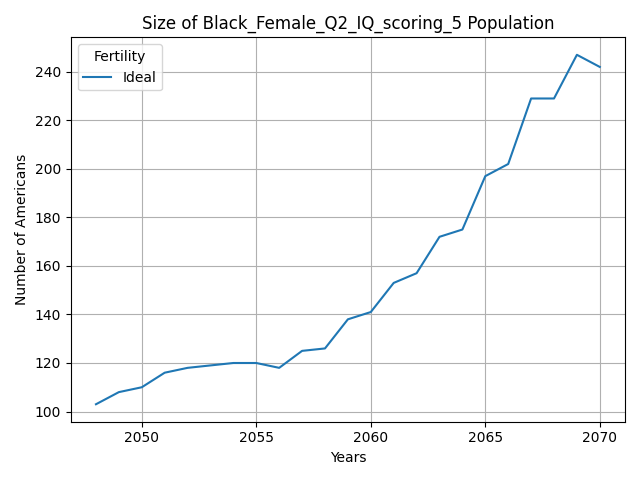 Size of Black_Female_Q2_IQ_scoring_5 Population
Fertility
Ideal
Number of Americans
240
220
200
180
160
140
120
100
2050 2055 2060 2065 2070
Years